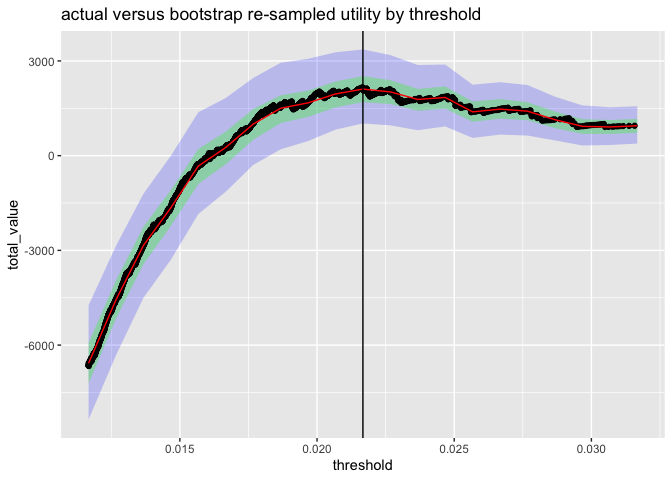 actual versus bootstrap re-sampled utility by threshold
total_value
3000
0
-3000
-6000
0.015 0.020 0.025 0.030
threshold